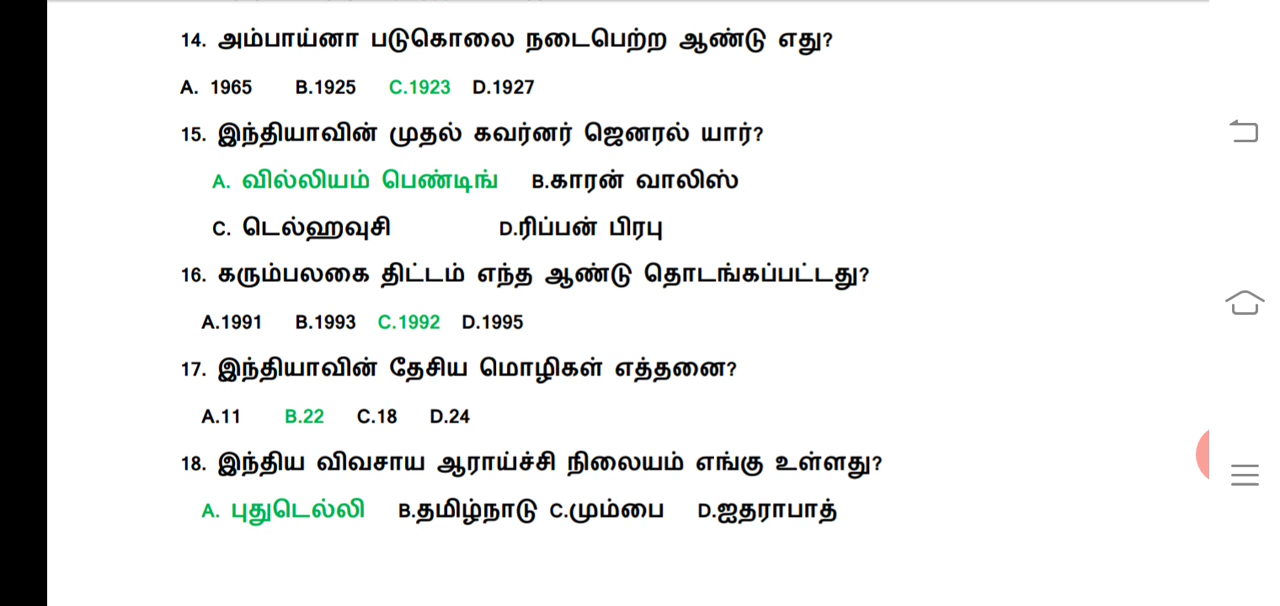 14. அம்பாய்னா படுகொலை நடைபெற்ற ஆண்டு எது?
A. 1965 B.1925 C.1923 D.1927
15. இந்தியாவின் முதல் கவர்னர் ஜெனரல் யார்?
A. வில்லியம் பெண்டிங் B.காரன் வாலிஸ்
C. டெல்ஹவுசி D.ரிப்பன் பிரபு
16. கரும்பலகை திட்டம் எந்த ஆண்டு தொடங்கப்பட்டது?
A.1991 B.1993 C.1992 D.1995
17. இந்தியாவின் தேசிய மொழிகள் எத்தனை?
A.11 B.22 C.18 D.24
18. இந்திய விவசாய ஆராய்ச்சி நிலையம் எங்கு உள்ளது?
A. புதுடெல்லி B.தமிழ்நாடு C.மும்பை D.ஐதராபாத்